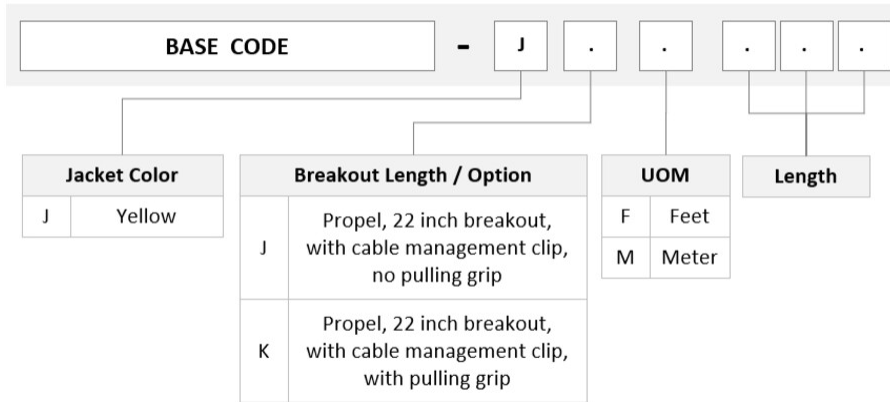 BASE CODE - J . . . . .
Jacket Color
J Yellow
Breakout Length / Option
J Propel, 22 inch breakout,
with cable management clip,
no pulling grip
K Propel, 22 inch breakout,
with cable management clip,
with pulling grip
UOM
F Feet
M Meter
Length